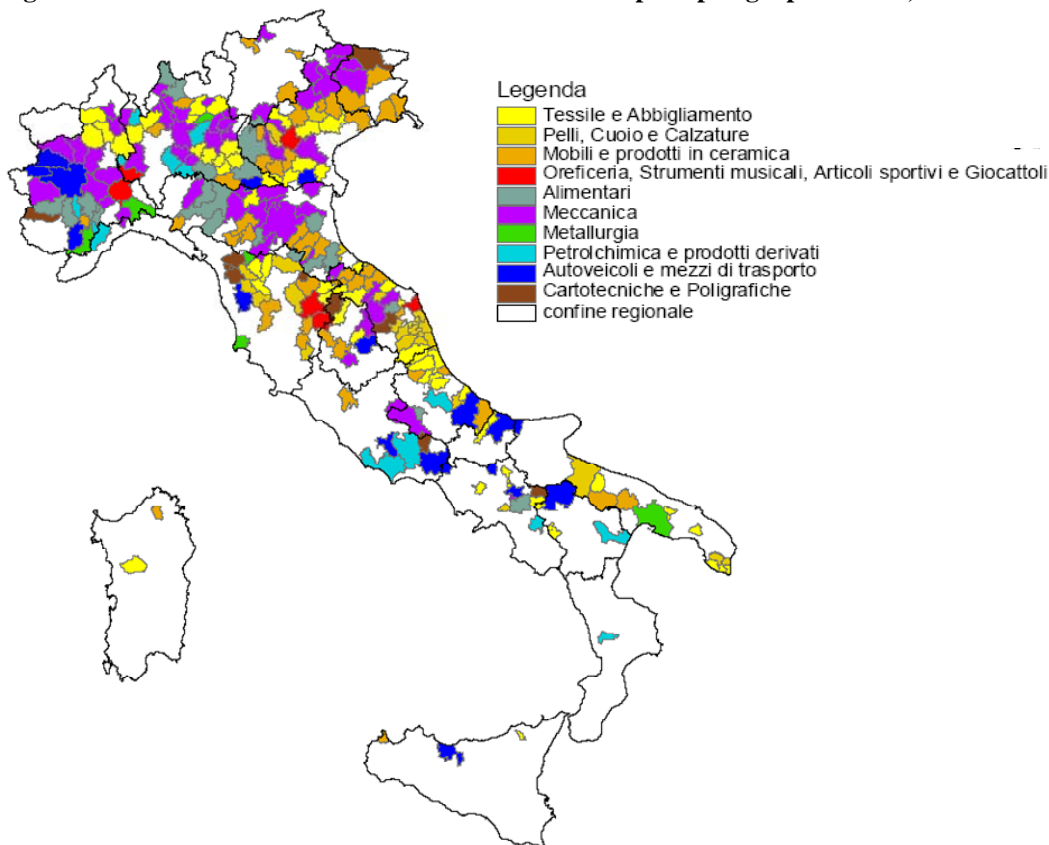 Legenda
Tessile e Abbigliamento
Pelli, Cuoio e Calzature
Mobili e prodotti in ceramica
Oreficeria, Strumenti musicali, Articoli sportivi e Giocattoli
Alimentari
Meccanica
Metallurgia
Petrolchimica e prodotti derivati
Autoveicoli e mezzi di trasporto
Cartotecniche e Poligrafiche
confine regionale